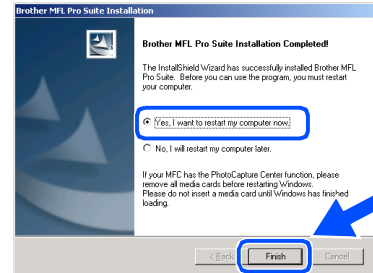 Brother MFL Pro Suite Installation
Brother MFL Pro Suite Installation Completed!
The InstallShield Wizard has successfully installed Brother MFL
Pro Suite. Before you can use the program, you must restart
your computer.
Yes, I want to restart my computer now.
No, I will restart my computer later.
If your MFC has the PhotoCapture Center function, please
remove all media cards before restarting Windows.
Please do not insert a media card until Windows has finished
loading.
< Back Finish Cancel